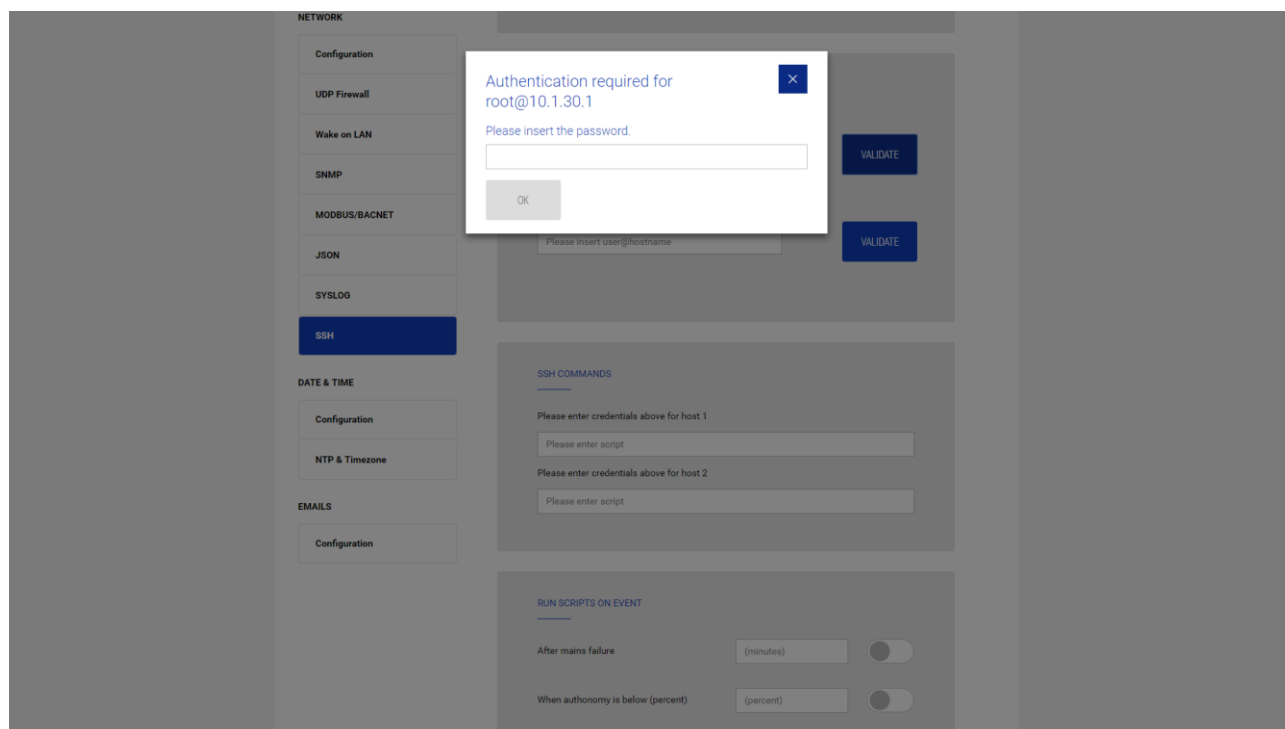 NETWORK
Configuration
UDP Firewall
Wake on LAN
SNMP
MODBUS/BACNET
JSON
SYSLOG
SSH
DATE & TIME
Configuration
NTP & Timezone
EMAILS
Configuration
Authentication required for
root@10.1.30.1
Please insert the password.
OK
VALIDATE
Please insert user@hostname
VALIDATE
SSH COMMANDS
Please enter credentials above for host 1
Please enter script
Please enter credentials above for host 2
Please enter script
RUN SCRIPTS ON EVENT
After mains failure
(minutes)
When authonomy is below (percent)
(percent)